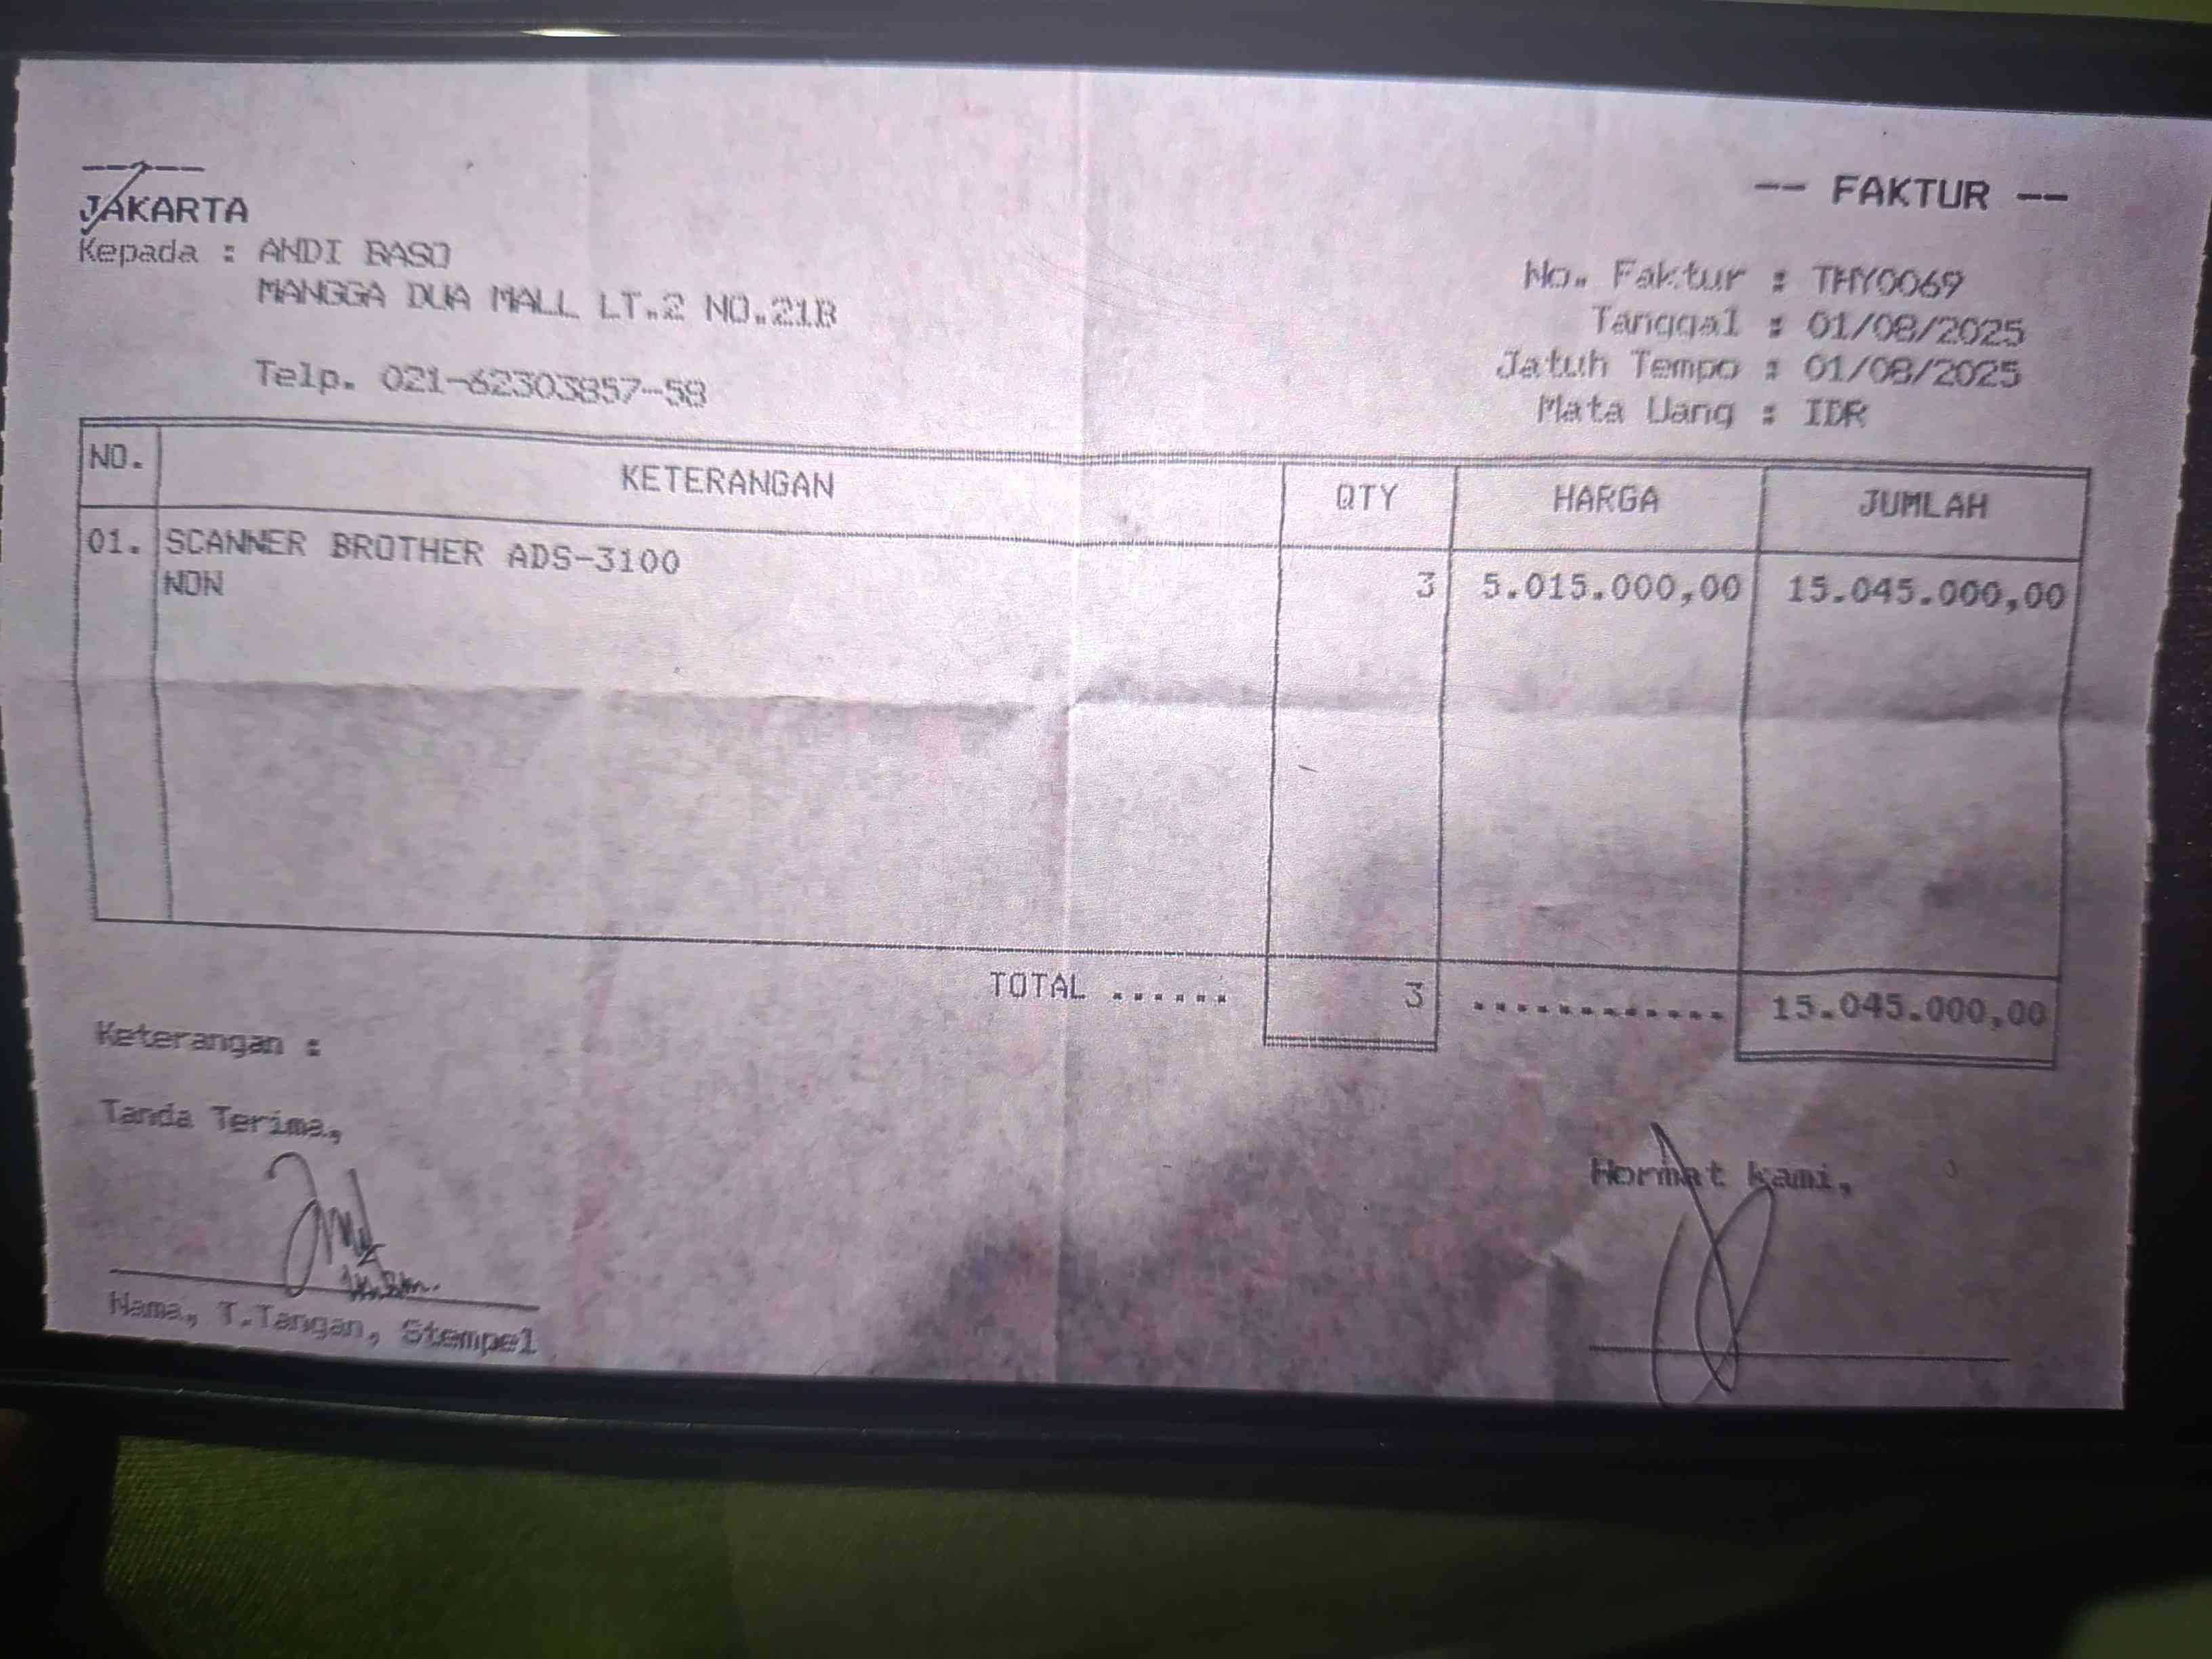 JAKARTA
-- FAKTUR --
Kepada : ANDI BASO
MANGGA DUA MALL LT.2 NO.21B
Telp. 021-62303857-58
No. Faktur : THY0069
Tanggal : 01/08/2025
Jatuh Tempo : 01/08/2025
Mata Uang : IDR
NO. KETERANGAN QTY HARGA JUMLAH
01. SCANNER BROTHER ADS-3100 3 5.015.000,00 15.045.000,00
NON
TOTAL ...... 3 ............ 15.045.000,00
Keterangan :
Tanda Terima,
Hormat kami,
Nama, T.Tangan, Stempel